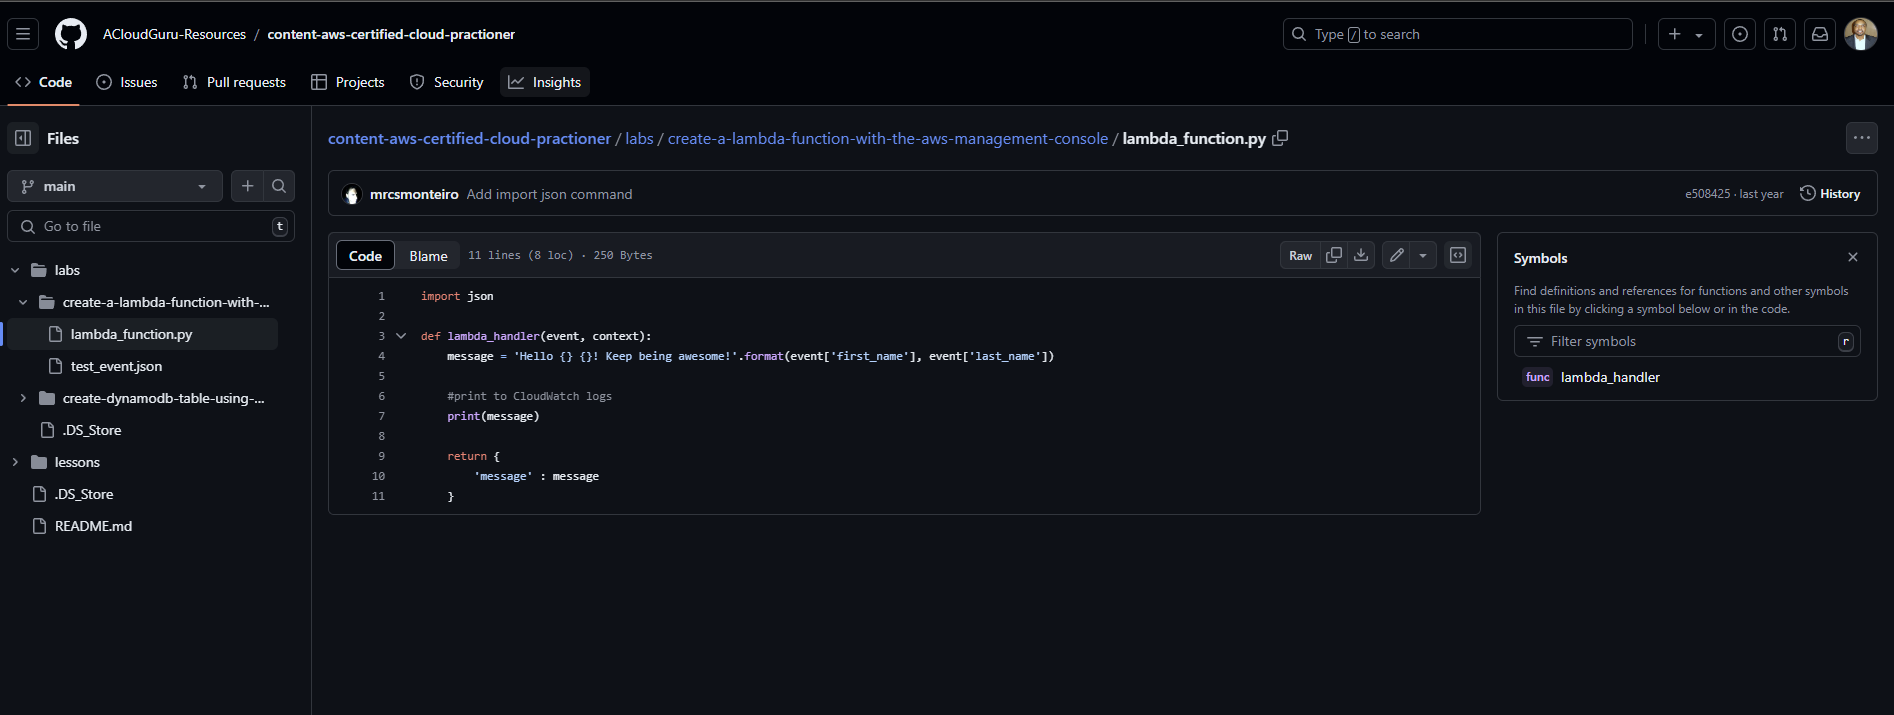 ACloudGuru-Resources / content-aws-certified-cloud-practioner
Type / to search
Code Issues Pull requests Projects Security Insights
Files
main
Go to file t
labs
create-a-lambda-function-with-...
lambda_function.py
test_event.json
create-dynamodb-table-using-...
.DS_Store
lessons
.DS_Store
README.md
content-aws-certified-cloud-practioner / labs / create-a-lambda-function-with-the-aws-management-console / lambda_function.py
mrcsmonteiro Add import json command
e508425 · last year History
Code Blame 11 lines (8 loc) · 250 Bytes
Raw
1 import json
2
3 def lambda_handler(event, context):
4 message = 'Hello {} {}! Keep being awesome!'.format(event['first_name'], event['last_name'])
5
6 #print to CloudWatch logs
7 print(message)
8
9 return {
10 'message' : message
11 }
Symbols
Find definitions and references for functions and other symbols
in this file by clicking a symbol below or in the code.
Filter symbols r
func lambda_handler